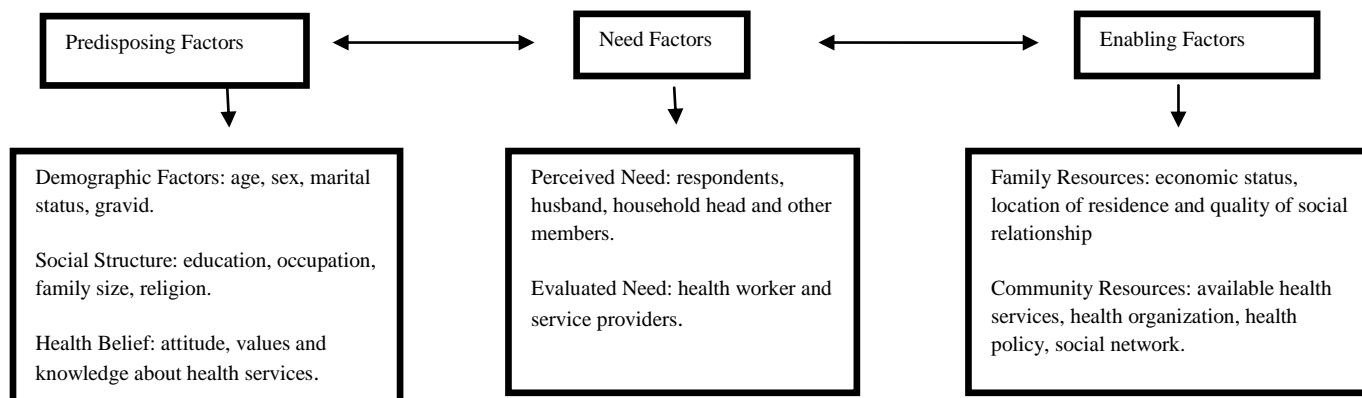 Predisposing Factors
Need Factors
Enabling Factors
Demographic Factors: age, sex, marital
status, gravid.
Social Structure: education, occupation,
family size, religion.
Health Belief: attitude, values and
knowledge about health services.
Perceived Need: respondents,
husband, household head and other
members.
Evaluated Need: health worker and
service providers.
Family Resources: economic status,
location of residence and quality of social
relationship
Community Resources: available health
services, health organization, health
policy, social network.